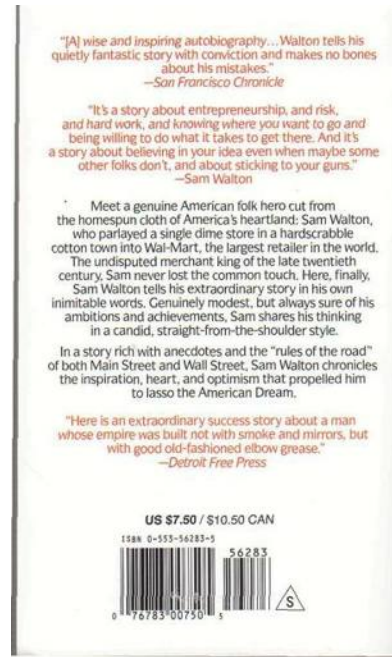 "[A] wise and inspiring autobiography... Walton tells his
quietly fantastic story with conviction and makes no bones
about his mistakes."
—San Francisco Chronicle
"It's a story about entrepreneurship, and risk,
and hard work, and knowing where you want to go and
being willing to do what it takes to get there. And it's
a story about believing in your idea even when maybe some
other folks don't, and about sticking to your guns."
—Sam Walton
Meet a genuine American folk hero cut from
the homespun cloth of America's heartland: Sam Walton,
who parlayed a single dime store in a hardscrabble
cotton town into Wal-Mart, the largest retailer in the world.
The undisputed merchant king of the late twentieth
century, Sam never lost the common touch. Here, finally,
Sam Walton tells his extraordinary story in his own
inimitable words. Genuinely modest, but always sure of his
ambitions and achievements, Sam shares his thinking
in a candid, straight-from-the-shoulder style.
In a story rich with anecdotes and the "rules of the road"
of both Main Street and Wall Street, Sam Walton chronicles
the inspiration, heart, and optimism that propelled him
to lasso the American Dream.
"Here is an extraordinary success story about a man
whose empire was built not with smoke and mirrors, but
with good old-fashioned elbow grease."
—Detroit Free Press
US $7.50 / $10.50 CAN
ISBN 0-553-56283-5
56283
S
0 76783 00750 5